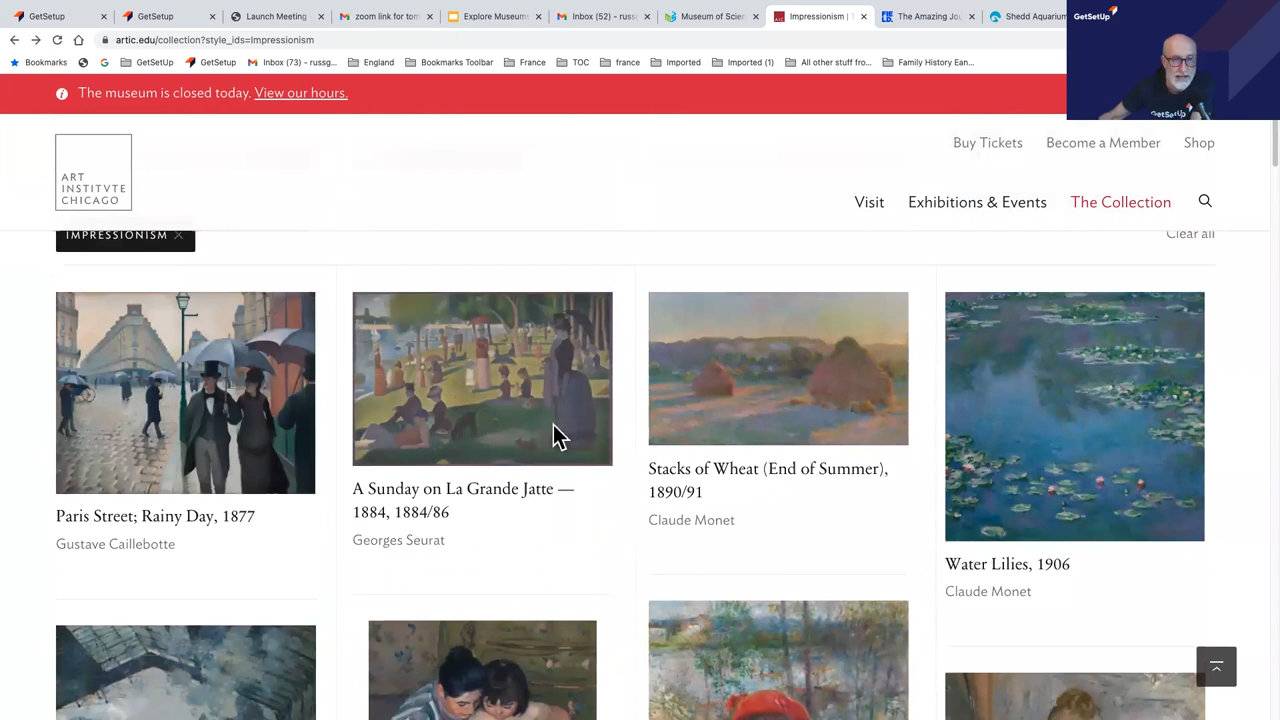 GetSetUp
GetSetup
Launch Meeting
zoom link for tom
Explore Museum
Inbox (52) - russg
Museum of Scien
Impressionism | T
The Amazing Jou
Shedd Aquarium
artic.edu/collection?style_ids=Impressionism
Bookmarks
GetSetUp
GetSetup
Inbox (73) - russg...
England
Bookmarks Toolbar
France
TOC
france
Imported
Imported (1)
All other stuff fro...
Family History Ean...
GetSetUp
GetSetUp
The museum is closed today. View our hours.
Buy Tickets
Become a Member
Shop
ART
INSTITVTE
CHICAGO
Visit
Exhibitions & Events
The Collection
IMPRESSIONISM
Clear all
Paris Street; Rainy Day, 1877
Gustave Caillebotte
A Sunday on La Grande Jatte —
1884, 1884/86
Georges Seurat
Stacks of Wheat (End of Summer),
1890/91
Claude Monet
Water Lilies, 1906
Claude Monet